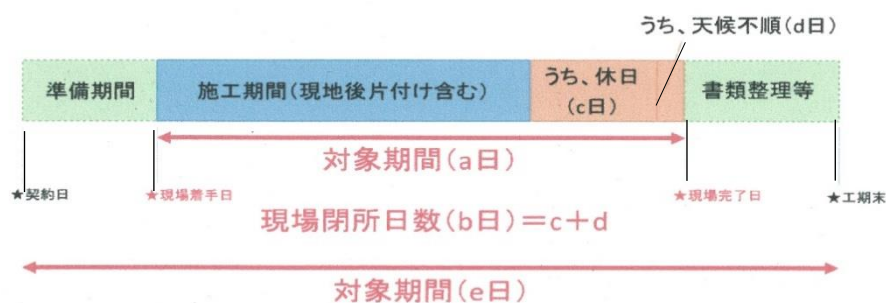 うち、天候不順(d日)
準備期間
施工期間(現地後片付け含む)
うち、休日
(c日)
書類整理等
対象期間(a日)
★契約日
★現場着手日
★現場完了日
★工期末
現場閉所日数(b日)=c+d
対象期間(e日)